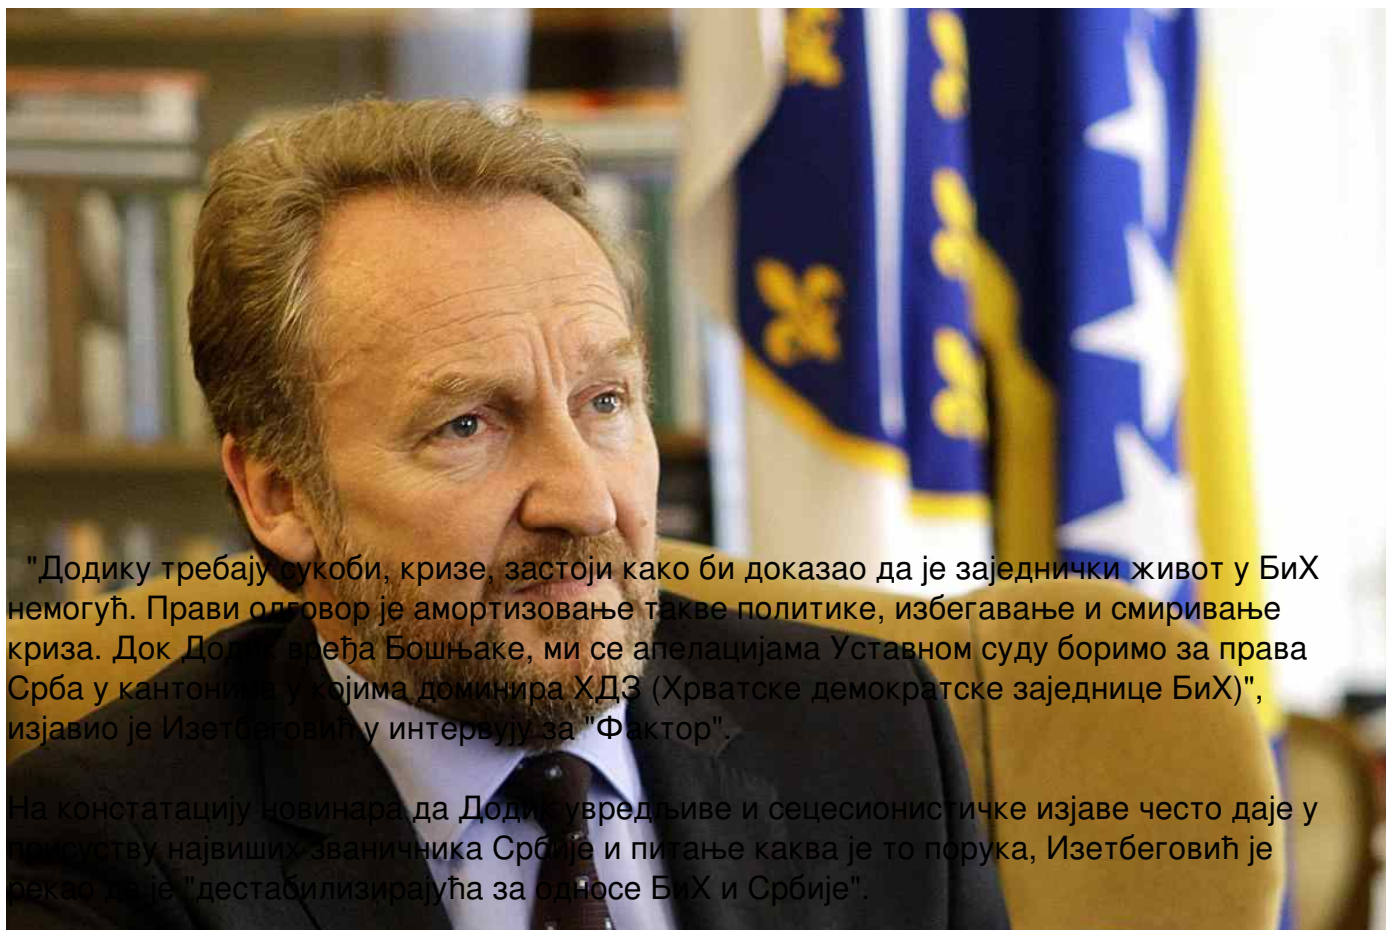 "Додику требају сукоби, кризе, застоји како би доказао да је заједнички живот у БиХ
немогућ. Прави одговор је амортизовање такве политике, избегавање и смиривање
криза. Док Додик вређа Бошњаке, ми се апелацијама Уставном суду боримо за права
Срба у кантонима у којима доминира ХДЗ (Хрватске демократске заједнице БиХ)",
изјавио је Изетбеговић у интервују за "Фактор".
На констатацију новинара да Додик увредљиве и сецесионистичке изјаве често даје у
присуству највиших званичника Србије и питање каква је то порука, Изетбеговић је
рекао да је "дестабилизирајућа за односе БиХ и Србије".